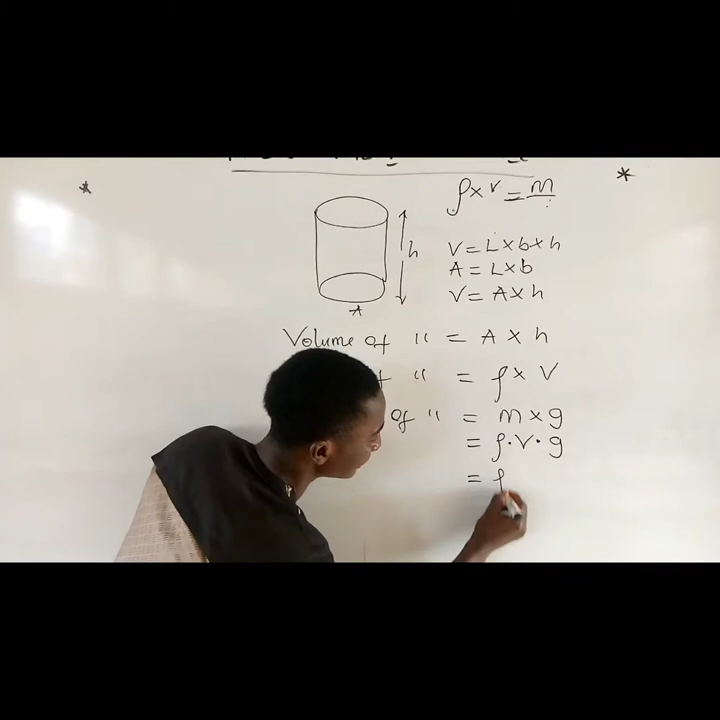 * *
ρ × V = m
h
V = L × b × h
A = L × b
V = A × h
A
Volume of " = A × h
" = ρ × V
of " = m × g
= ρ · V · g
= ρ